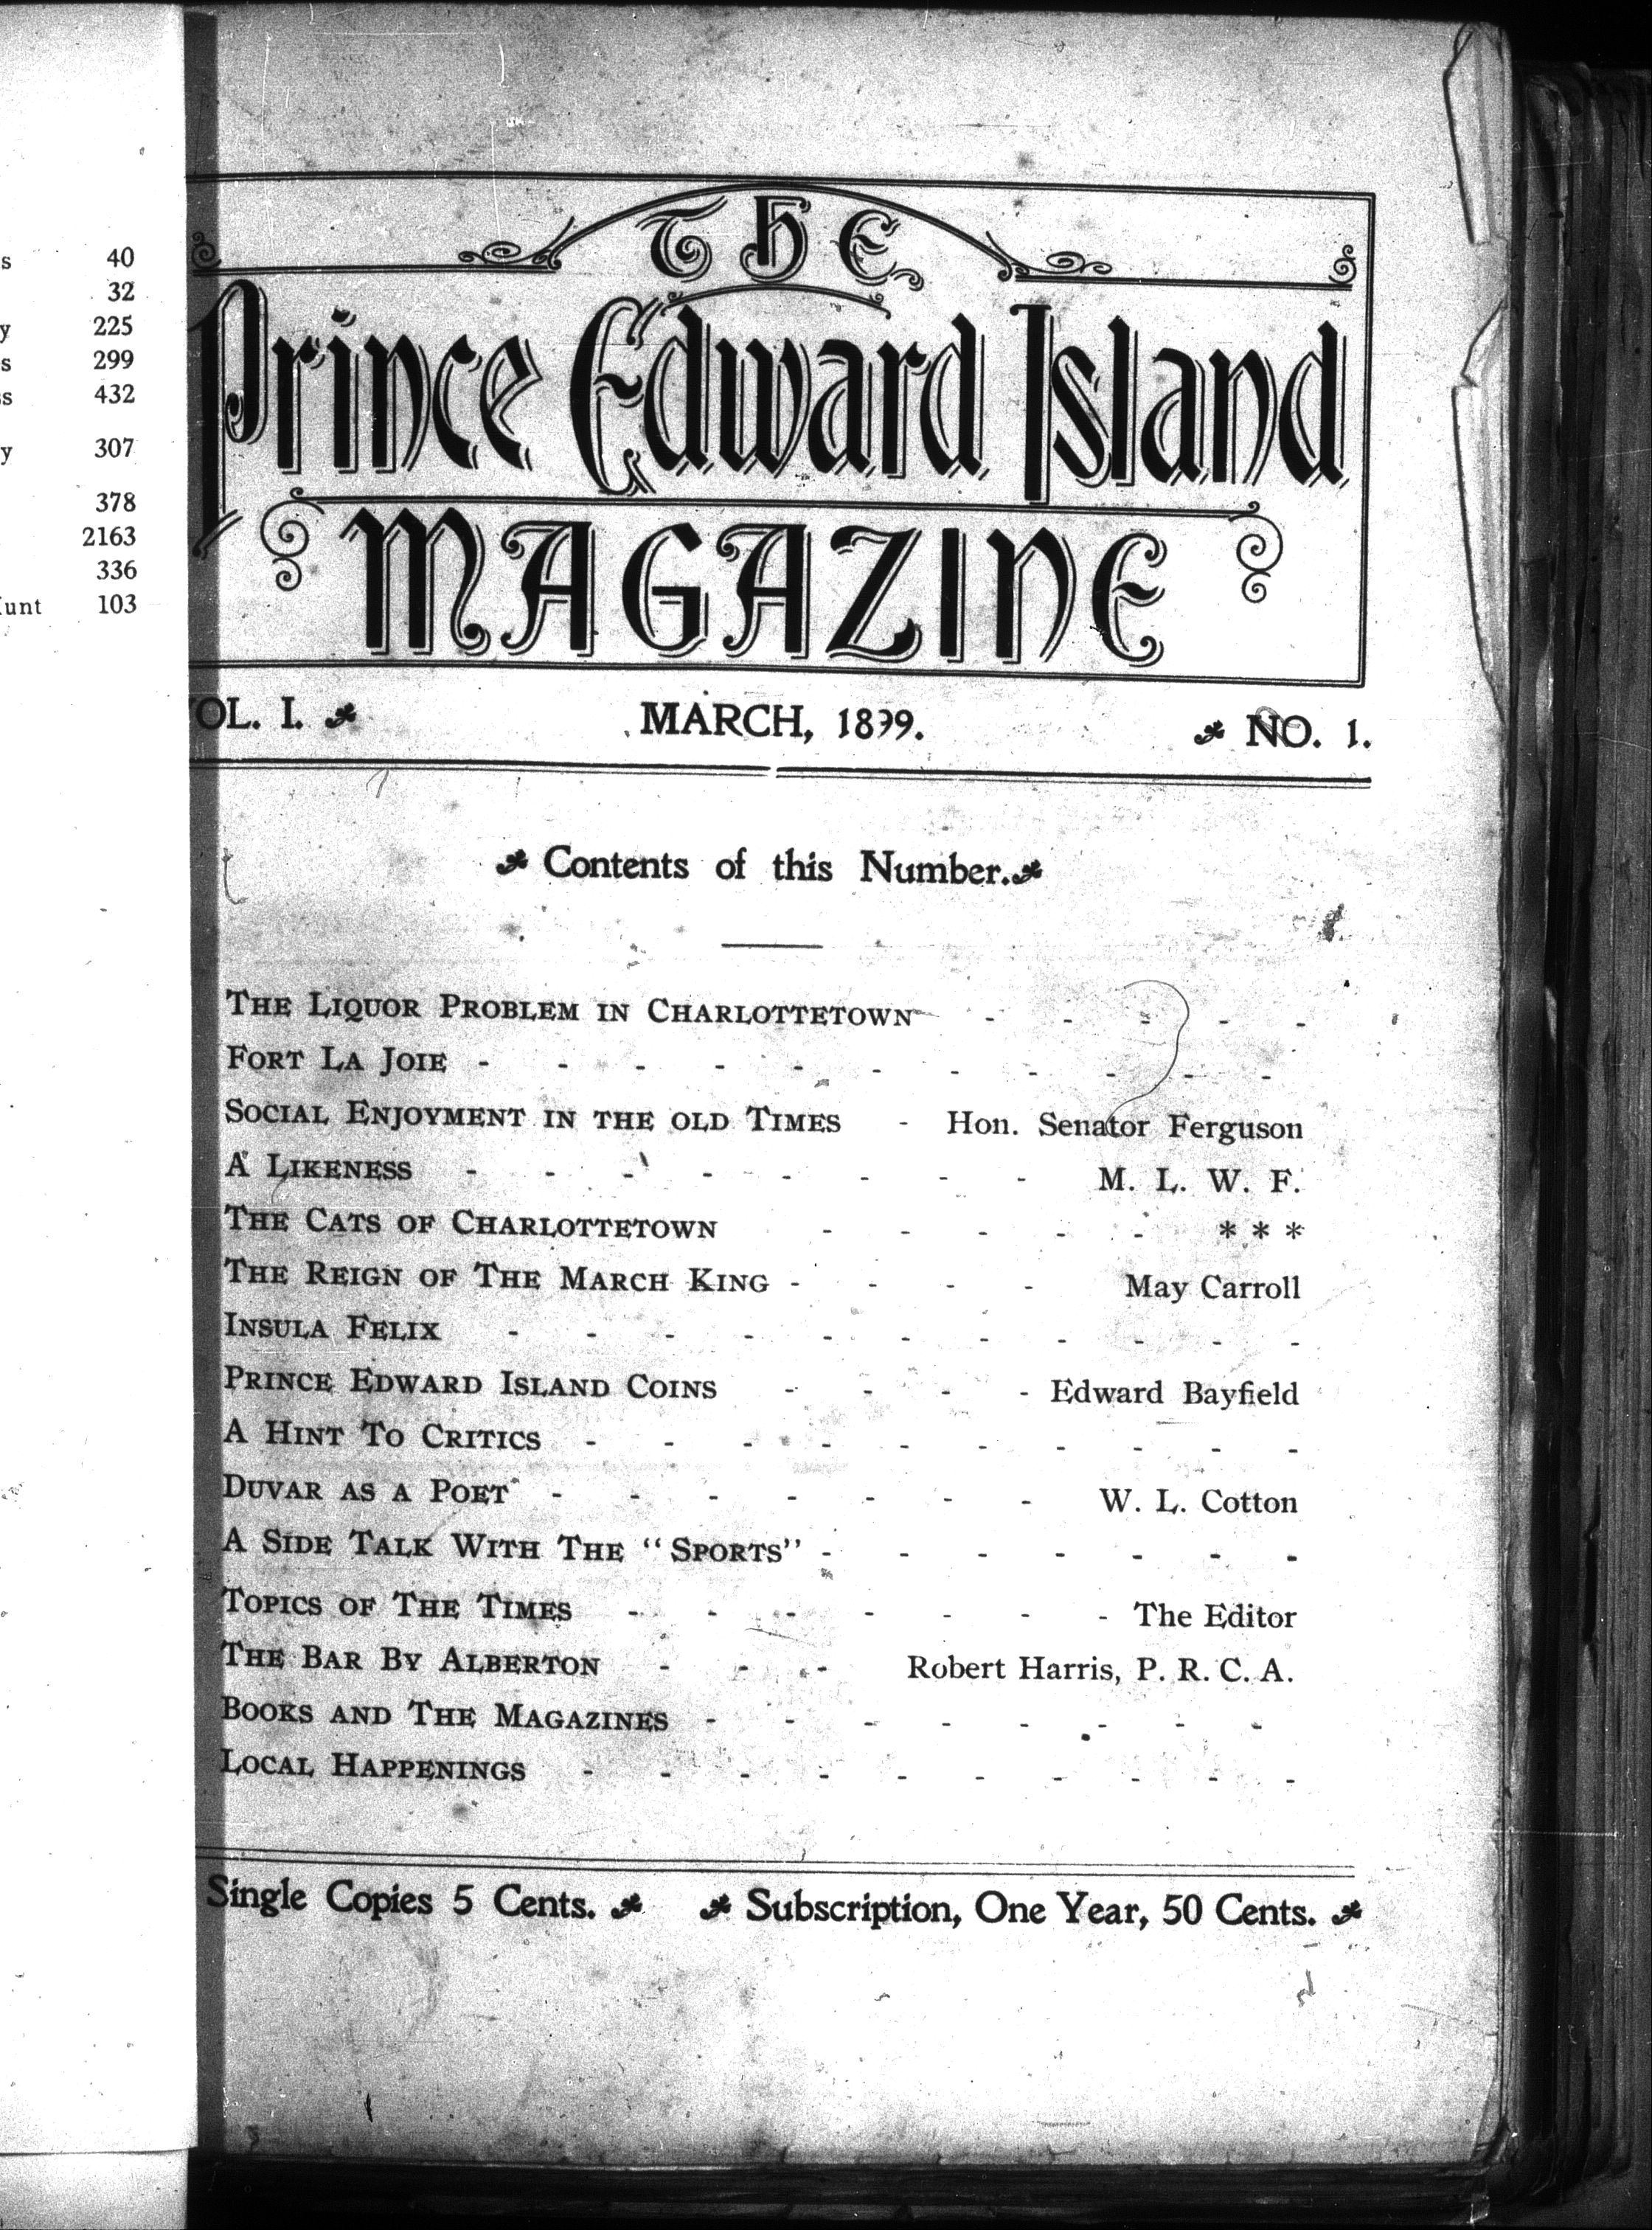 s 40
32
y 225
s 299
ss 432
y 307
378
2163
336
unt 103
THE
Prince Edward Island
MAGAZINE
OL. I. MARCH, 1899. NO. 1.
Contents of this Number.
THE LIQUOR PROBLEM IN CHARLOTTETOWN - - - - -
FORT LA JOIE - - - - - - - - - - -
SOCIAL ENJOYMENT IN THE OLD TIMES - Hon. Senator Ferguson
A LIKENESS - - - - - - - - M. L. W. F.
THE CATS OF CHARLOTTETOWN - - - - - * * *
THE REIGN OF THE MARCH KING - - - - May Carroll
INSULA FELIX - - - - - - - - - - -
PRINCE EDWARD ISLAND COINS - - - - Edward Bayfield
A HINT TO CRITICS - - - - - - - - - -
DUVAR AS A POET - - - - - - - W. L. Cotton
A SIDE TALK WITH THE "SPORTS" - - - - - - -
TOPICS OF THE TIMES - - - - - - - The Editor
THE BAR BY ALBERTON - - - Robert Harris, P. R. C. A.
BOOKS AND THE MAGAZINES - - - - - - - -
LOCAL HAPPENINGS - - - - - - - - - -
Single Copies 5 Cents. Subscription, One Year, 50 Cents.